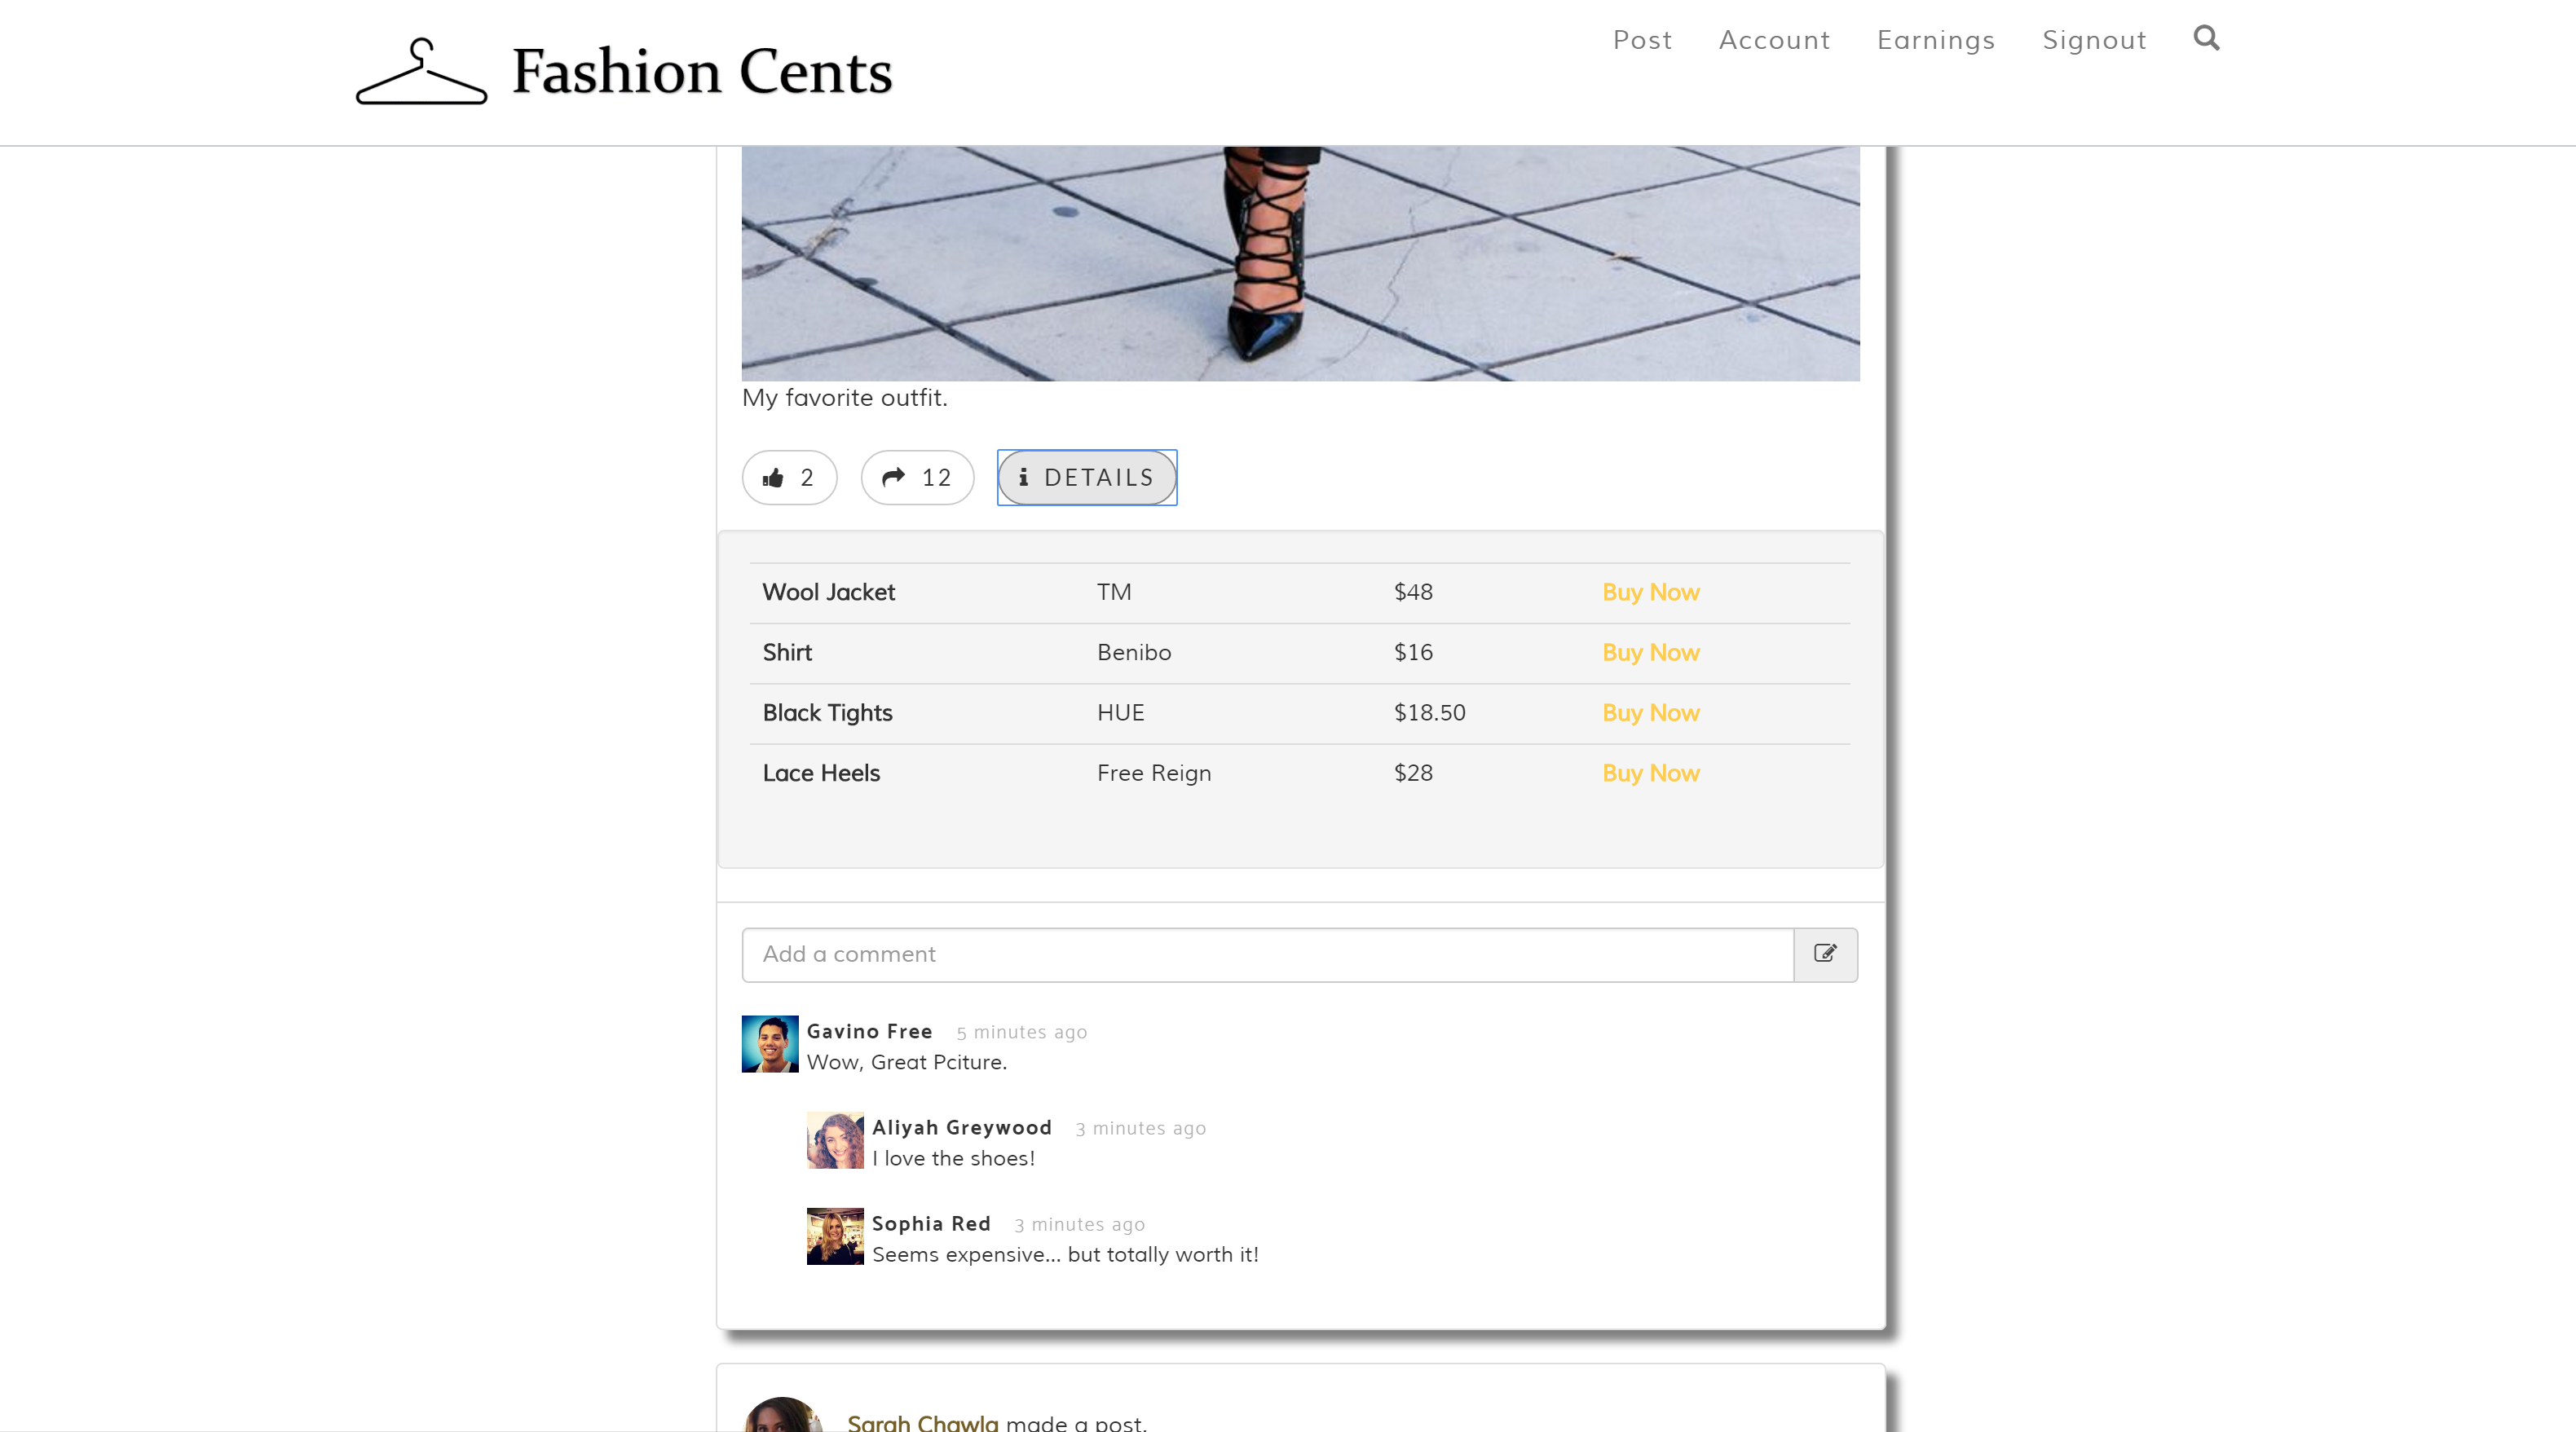 Fashion Cents
Post Account Earnings Signout
My favorite outfit.
2 12 DETAILS
Wool Jacket TM $48 Buy Now
Shirt Benibo $16 Buy Now
Black Tights HUE $18.50 Buy Now
Lace Heels Free Reign $28 Buy Now
Add a comment
Gavino Free 5 minutes ago
Wow, Great Pciture.
Aliyah Greywood 3 minutes ago
I love the shoes!
Sophia Red 3 minutes ago
Seems expensive... but totally worth it!
Sarah Chawla made a post.